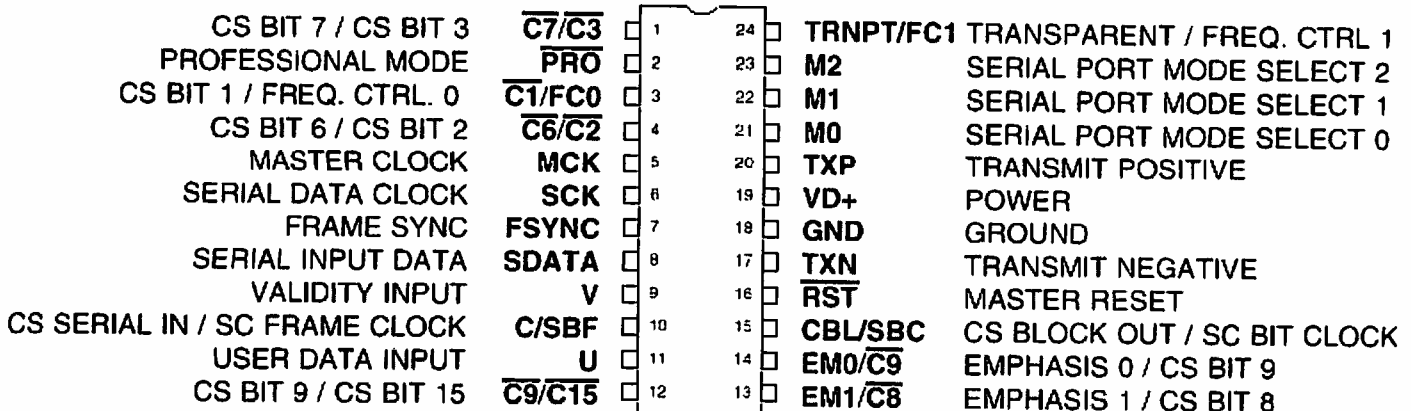 CS BIT 7 / CS BIT 3 C7/C3 1 24 TRNPT/FC1 TRANSPARENT / FREQ. CTRL 1
PROFESSIONAL MODE PRO 2 23 M2 SERIAL PORT MODE SELECT 2
CS BIT 1 / FREQ. CTRL. 0 C1/FC0 3 22 M1 SERIAL PORT MODE SELECT 1
CS BIT 6 / CS BIT 2 C6/C2 4 21 M0 SERIAL PORT MODE SELECT 0
MASTER CLOCK MCK 5 20 TXP TRANSMIT POSITIVE
SERIAL DATA CLOCK SCK 6 19 VD+ POWER
FRAME SYNC FSYNC 7 18 GND GROUND
SERIAL INPUT DATA SDATA 8 17 TXN TRANSMIT NEGATIVE
VALIDITY INPUT V 9 16 RST MASTER RESET
CS SERIAL IN / SC FRAME CLOCK C/SBF 10 15 CBL/SBC CS BLOCK OUT / SC BIT CLOCK
USER DATA INPUT U 11 14 EM0/C9 EMPHASIS 0 / CS BIT 9
CS BIT 9 / CS BIT 15 C9/C15 12 13 EM1/C8 EMPHASIS 1 / CS BIT 8